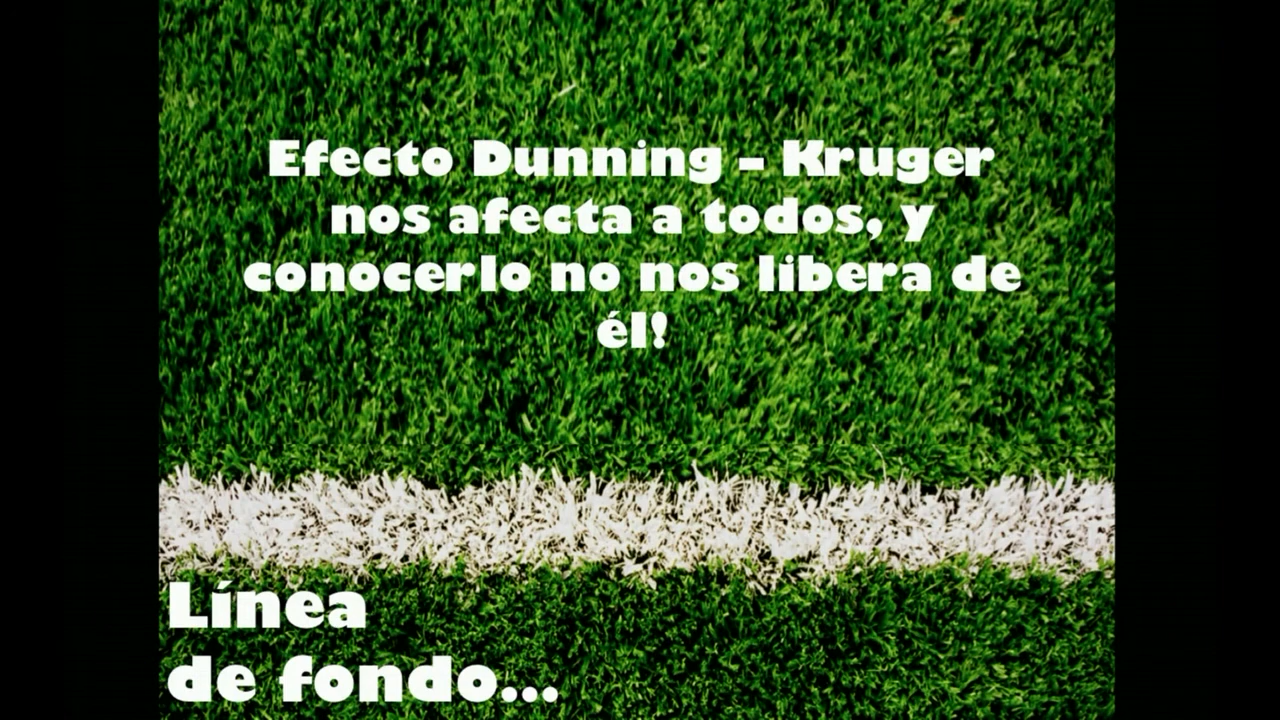 Efecto Dunning – Kruger
nos afecta a todos, y
conocerlo no nos libera de
él!
Línea
de fondo...